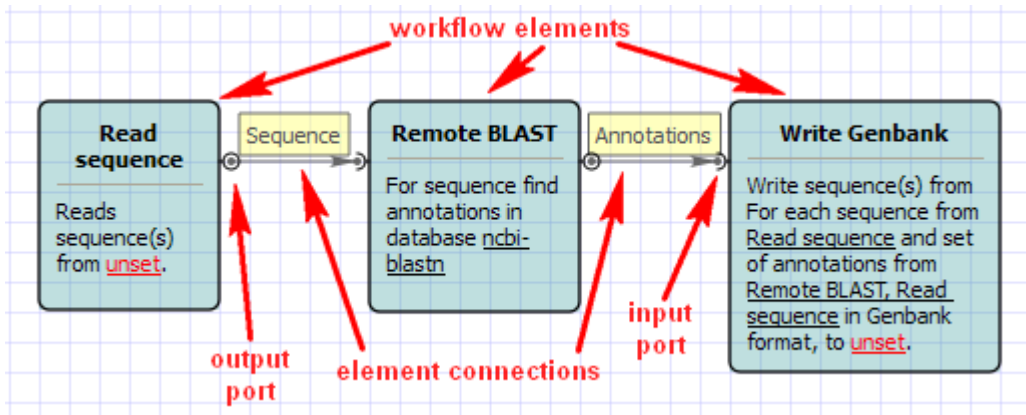 workflow elements
Read
sequence
Reads
sequence(s)
from unset.
Sequence
Remote BLAST
For sequence find
annotations in
database ncbi-
blastn
Annotations
Write Genbank
Write sequence(s) from
For each sequence from
Read sequence and set
of annotations from
Remote BLAST, Read
sequence in Genbank
format, to unset.
output
port
element connections
input
port